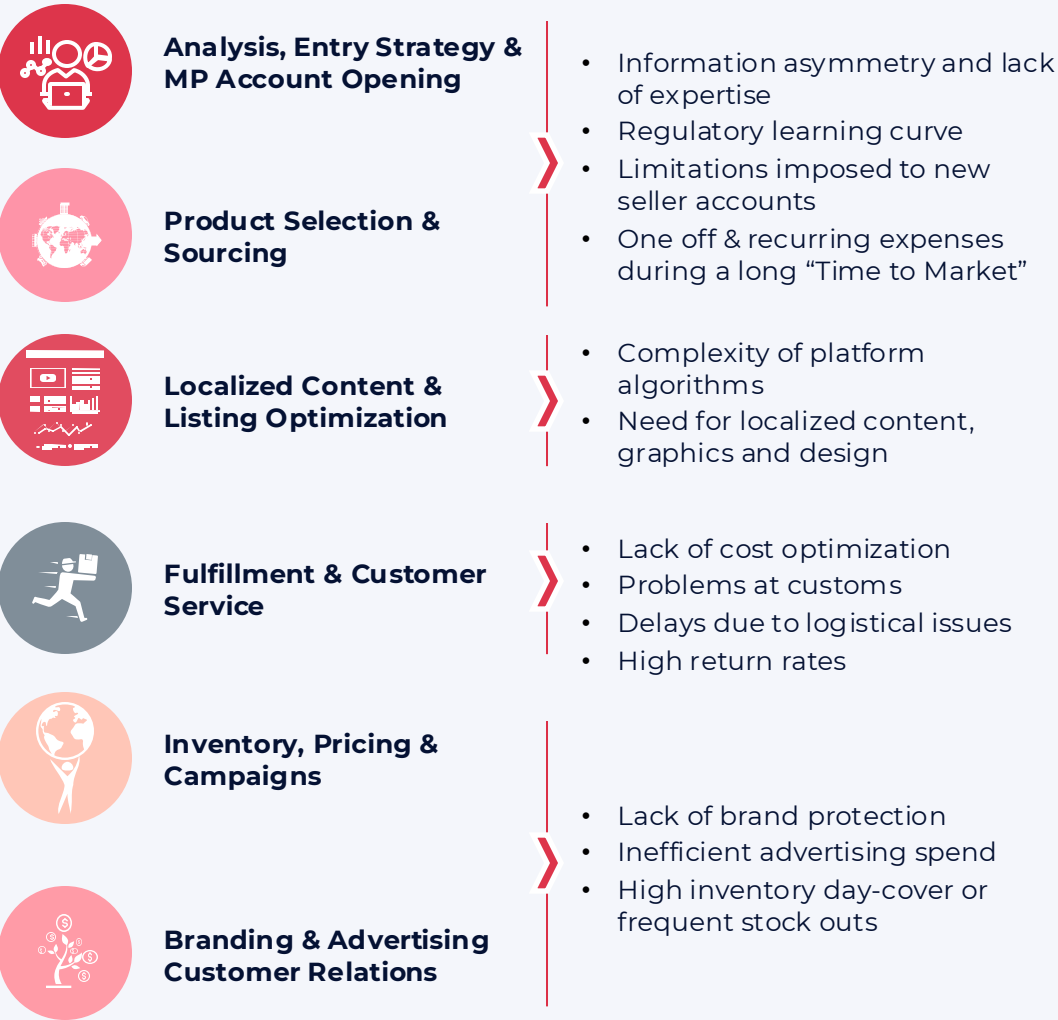 Analysis, Entry Strategy &
MP Account Opening
Product Selection &
Sourcing
• Information asymmetry and lack
of expertise
• Regulatory learning curve
• Limitations imposed to new
seller accounts
• One off & recurring expenses
during a long “Time to Market”
Localized Content &
Listing Optimization
• Complexity of platform
algorithms
• Need for localized content,
graphics and design
Fulfillment & Customer
Service
• Lack of cost optimization
• Problems at customs
• Delays due to logistical issues
• High return rates
Inventory, Pricing &
Campaigns
Branding & Advertising
Customer Relations
• Lack of brand protection
• Inefficient advertising spend
• High inventory day-cover or
frequent stock outs